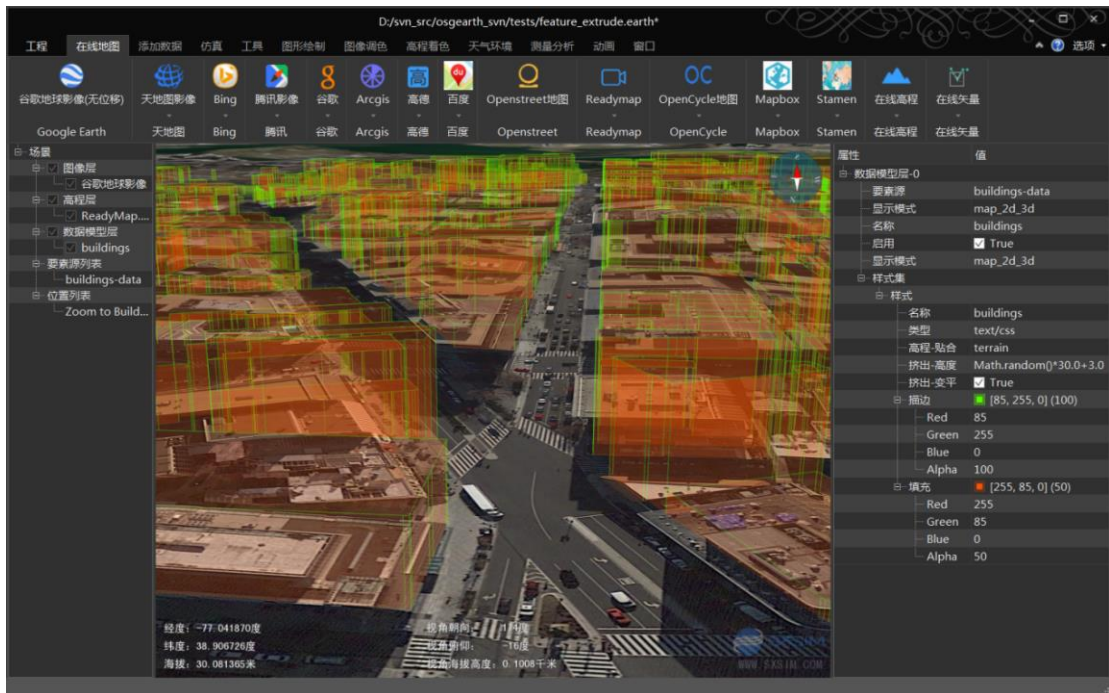 D:/svn_src/osgearth_svn/tests/feature_extrude.earth*
工程 在线地图 添加数据 仿真 工具 图形绘制 图像调色 高程着色 天气环境 测量分析 动画 窗口 选项
谷歌地球影像(无位移) 天地图影像 Bing 腾讯影像 谷歌 Arcgis 高德 百度 Openstreet地图 Readymap OpenCycle地图 Mapbox Stamen 在线高程 在线矢量
Google Earth 天地图 Bing 腾讯 谷歌 Arcgis 高德 百度 Openstreet Readymap OpenCycle Mapbox Stamen 在线高程 在线矢量
场景
图像层
谷歌地球影像
高程层
ReadyMap....
数据模型层
buildings
要素源列表
buildings-data
位置列表
Zoom to Build...
经度: -77.041870度
纬度: 38.906726度
海拔: 30.081365米
视角朝向: 174度
视角俯仰: -16度
视角海拔高度: 0.1008千米
WWW.SXSIM.COM
属性 值
数据模型层-0
要素源 buildings-data
显示模式 map_2d_3d
名称 buildings
启用 True
显示模式 map_2d_3d
样式集
样式
名称 buildings
类型 text/css
高程-贴合 terrain
挤出-高度 Math.random()*30.0+3.0
挤出-变平 True
描边 [85, 255, 0] (100)
Red 85
Green 255
Blue 0
Alpha 100
填充 [255, 85, 0] (50)
Red 255
Green 85
Blue 0
Alpha 50